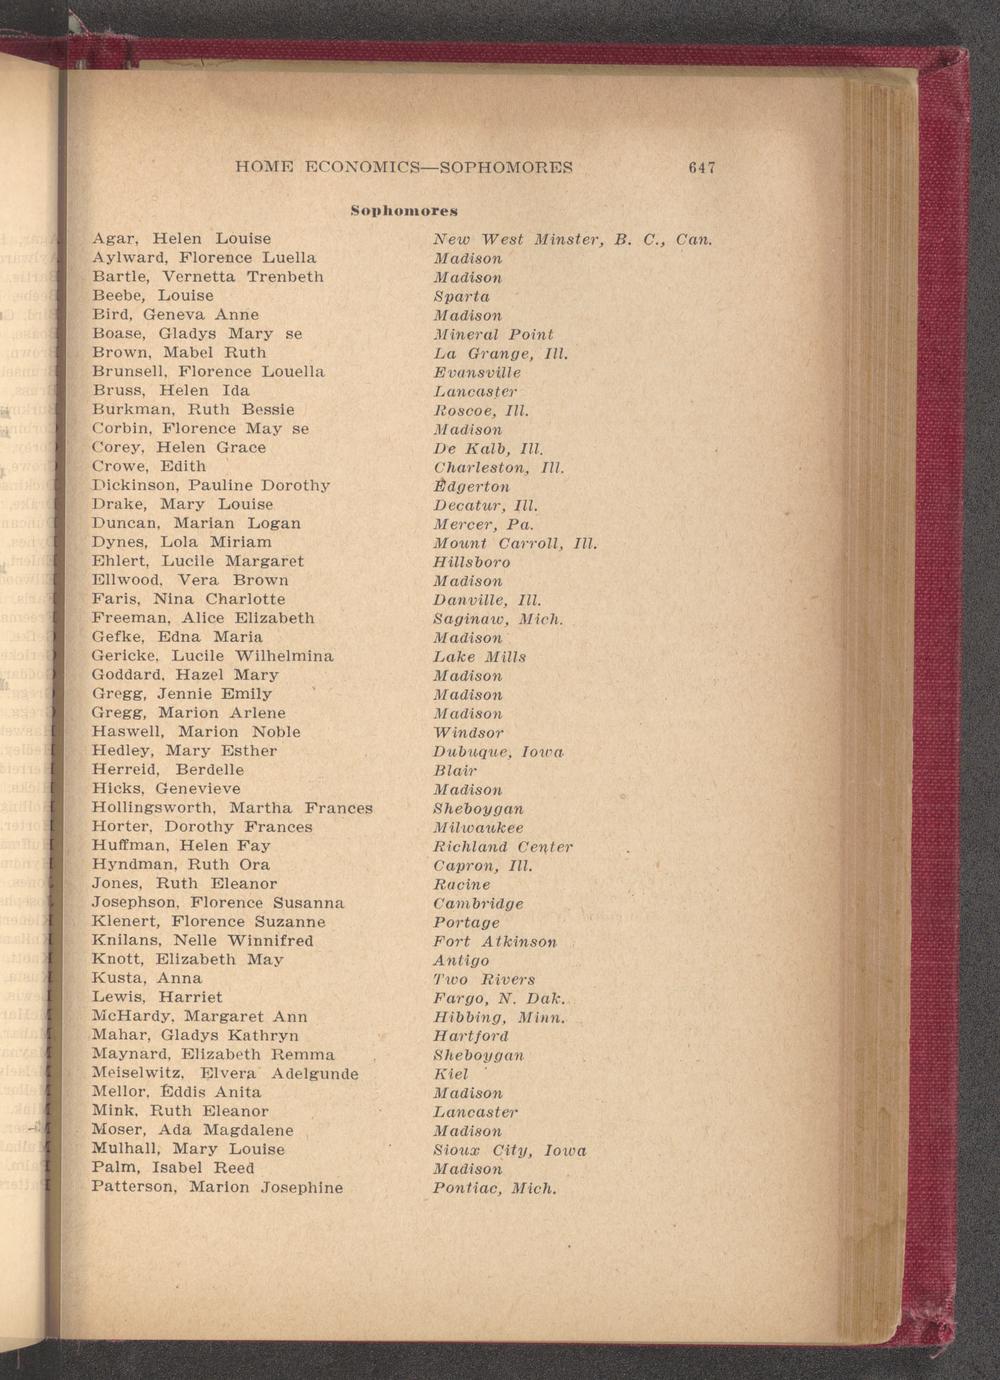 HOME ECONOMICS—SOPHOMORES 647
Sophomores
Agar, Helen Louise New West Minster, B. C., Can.
Aylward, Florence Luella Madison
Bartle, Vernetta Trenbeth Madison
Beebe, Louise Sparta
Bird, Geneva Anne Madison
Boase, Gladys Mary se Mineral Point
Brown, Mabel Ruth La Grange, Ill.
Brunsell, Florence Louella Evansville
Bruss, Helen Ida Lancaster
Burkman, Ruth Bessie Roscoe, Ill.
Corbin, Florence May se Madison
Corey, Helen Grace De Kalb, Ill.
Crowe, Edith Charleston, Ill.
Dickinson, Pauline Dorothy Edgerton
Drake, Mary Louise Decatur, Ill.
Duncan, Marian Logan Mercer, Pa.
Dynes, Lola Miriam Mount Carroll, Ill.
Ehlert, Lucile Margaret Hillsboro
Ellwood, Vera Brown Madison
Faris, Nina Charlotte Danville, Ill.
Freeman, Alice Elizabeth Saginaw, Mich.
Gefke, Edna Maria Madison
Gericke, Lucile Wilhelmina Lake Mills
Goddard, Hazel Mary Madison
Gregg, Jennie Emily Madison
Gregg, Marion Arlene Madison
Haswell, Marion Noble Windsor
Hedley, Mary Esther Dubuque, Iowa
Herreid, Berdelle Blair
Hicks, Genevieve Madison
Hollingsworth, Martha Frances Sheboygan
Horter, Dorothy Frances Milwaukee
Huffman, Helen Fay Richland Center
Hyndman, Ruth Ora Capron, Ill.
Jones, Ruth Eleanor Racine
Josephson, Florence Susanna Cambridge
Klenert, Florence Suzanne Portage
Knilans, Nelle Winnifred Fort Atkinson
Knott, Elizabeth May Antigo
Kusta, Anna Two Rivers
Lewis, Harriet Fargo, N. Dak.
McHardy, Margaret Ann Hibbing, Minn.
Mahar, Gladys Kathryn Hartford
Maynard, Elizabeth Remma Sheboygan
Meiselwitz, Elvera Adelgunde Kiel
Mellor, Eddis Anita Madison
Mink, Ruth Eleanor Lancaster
Moser, Ada Magdalene Madison
Mulhall, Mary Louise Sioux City, Iowa
Palm, Isabel Reed Madison
Patterson, Marion Josephine Pontiac, Mich.